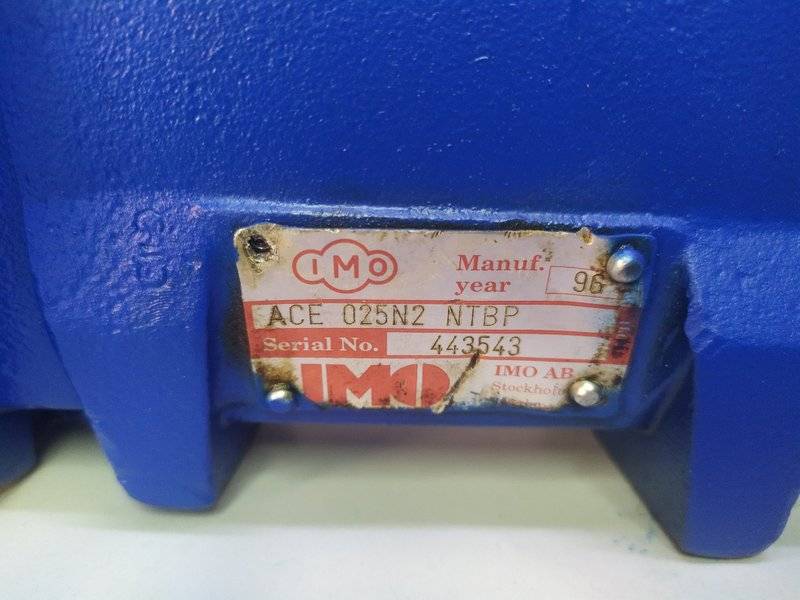 IMO
Manuf.
year 96
ACE 025N2 NTBP
Serial No. 443543
IMO
IMO AB